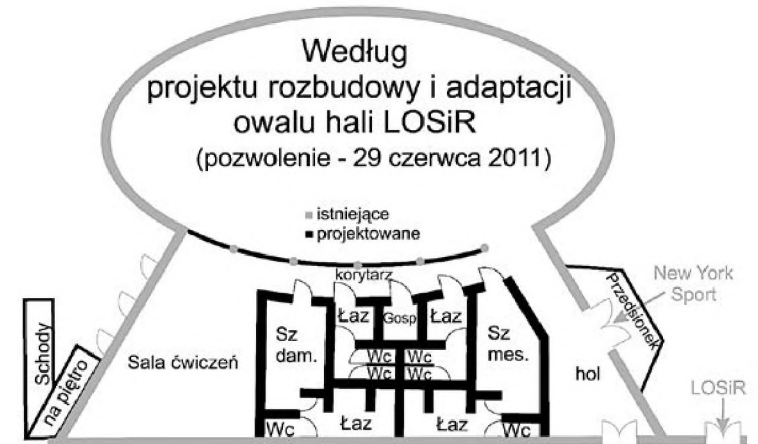 Według
projektu rozbudowy i adaptacji
owalu hali LOSiR
(pozwolenie - 29 czerwca 2011)
istniejące
projektowane
korytarz
New York
Sport
Przedsionek
Łaz
Gosp
Łaz
Sz
dam.
Sz
mes.
Schody
na piętro
Sala ćwiczeń
Wc
Wc
Wc
Wc
hol
LOSiR
Wc
Łaz
Łaz
Wc